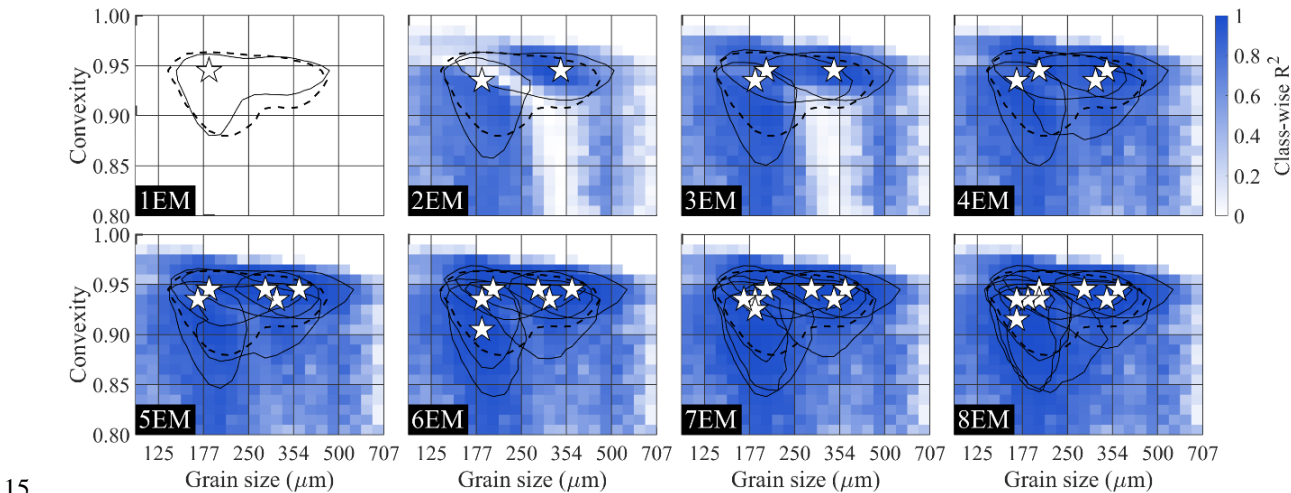 1.00
0.95
0.90
0.85
0.80
Convexity
1EM
2EM
3EM
4EM
1
0.8
0.6
0.4
0.2
0
Class-wise R²
1.00
0.95
0.90
0.85
0.80
Convexity
5EM
6EM
7EM
8EM
125 177 250 354 500 707
125 177 250 354 500 707
125 177 250 354 500 707
125 177 250 354 500 707
Grain size (μm)
Grain size (μm)
Grain size (μm)
Grain size (μm)
15